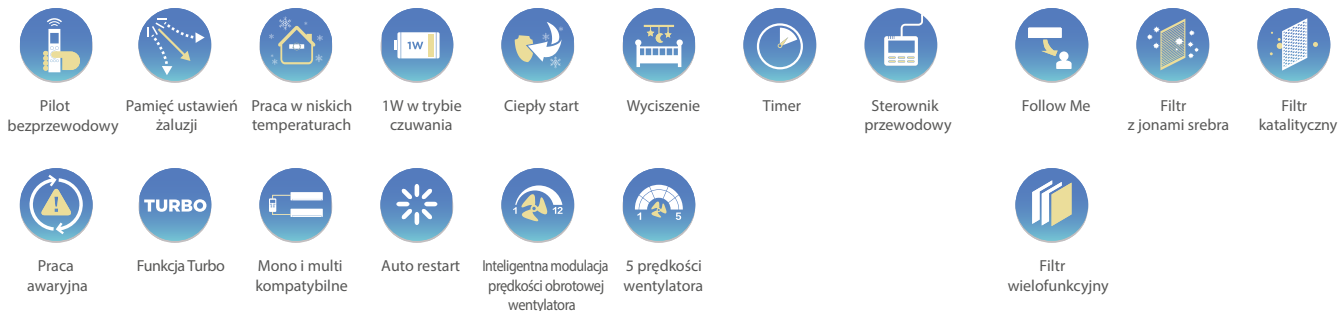 1W
Pilot
bezprzewodowy
Pamięć ustawień
żaluzji
Praca w niskich
temperaturach
1W w trybie
czuwania
Ciepły start
Wyciszenie
Timer
Sterownik
przewodowy
Follow Me
Filtr
z jonami srebra
Filtr
katalityczny
TURBO
1 12
1 5
Praca
awaryjna
Funkcja Turbo
Mono i multi
kompatybilne
Auto restart
Inteligentna modulacja
prędkości obrotowej
wentylatora
5 prędkości
wentylatora
Filtr
wielofunkcyjny